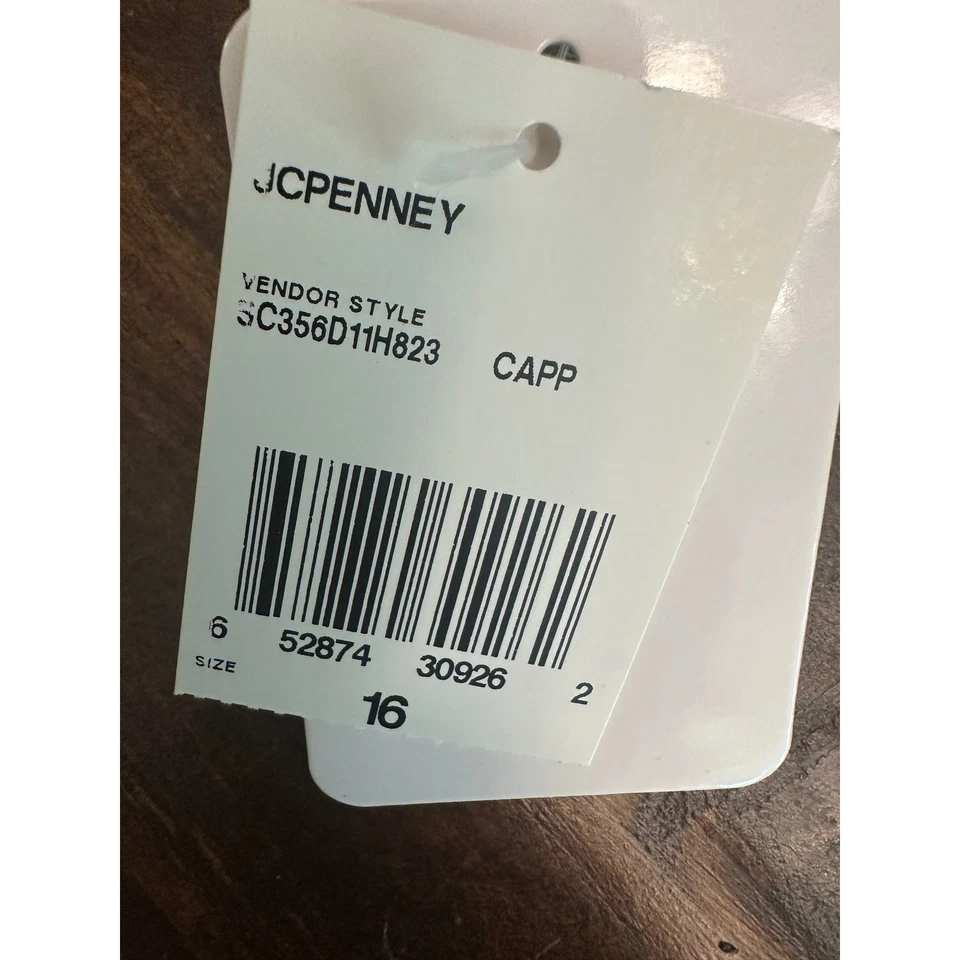 JCPENNEY
VENDOR STYLE
SC356D11H823 CAPP
6 52874 30926 2
SIZE
16